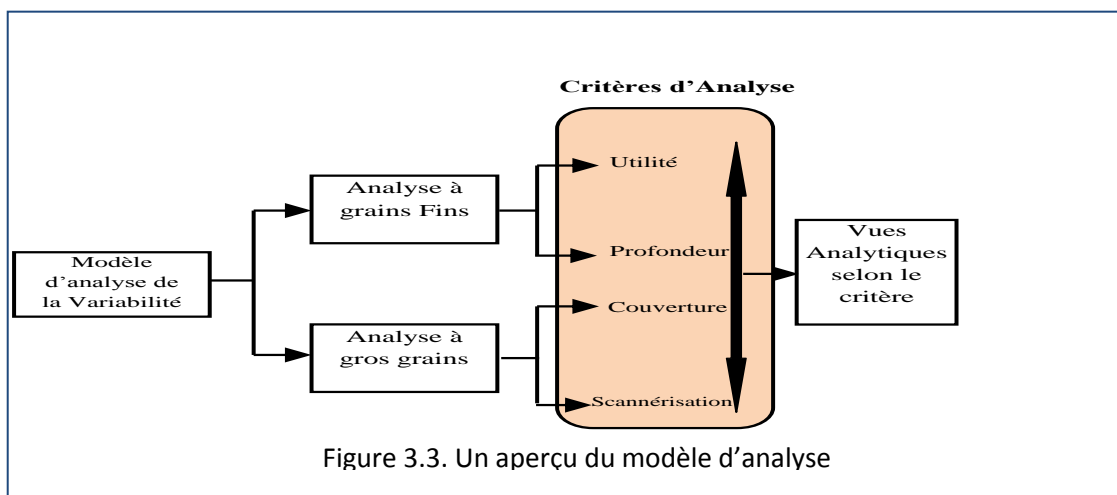 Critères d'Analyse
Utilité
Analyse à
grains Fins
Profondeur
Modèle
d'analyse de
la Variabilité
Vues
Analytiques
selon le
critère
Couverture
Analyse à
gros grains
Scannérisation
Figure 3.3. Un aperçu du modèle d'analyse